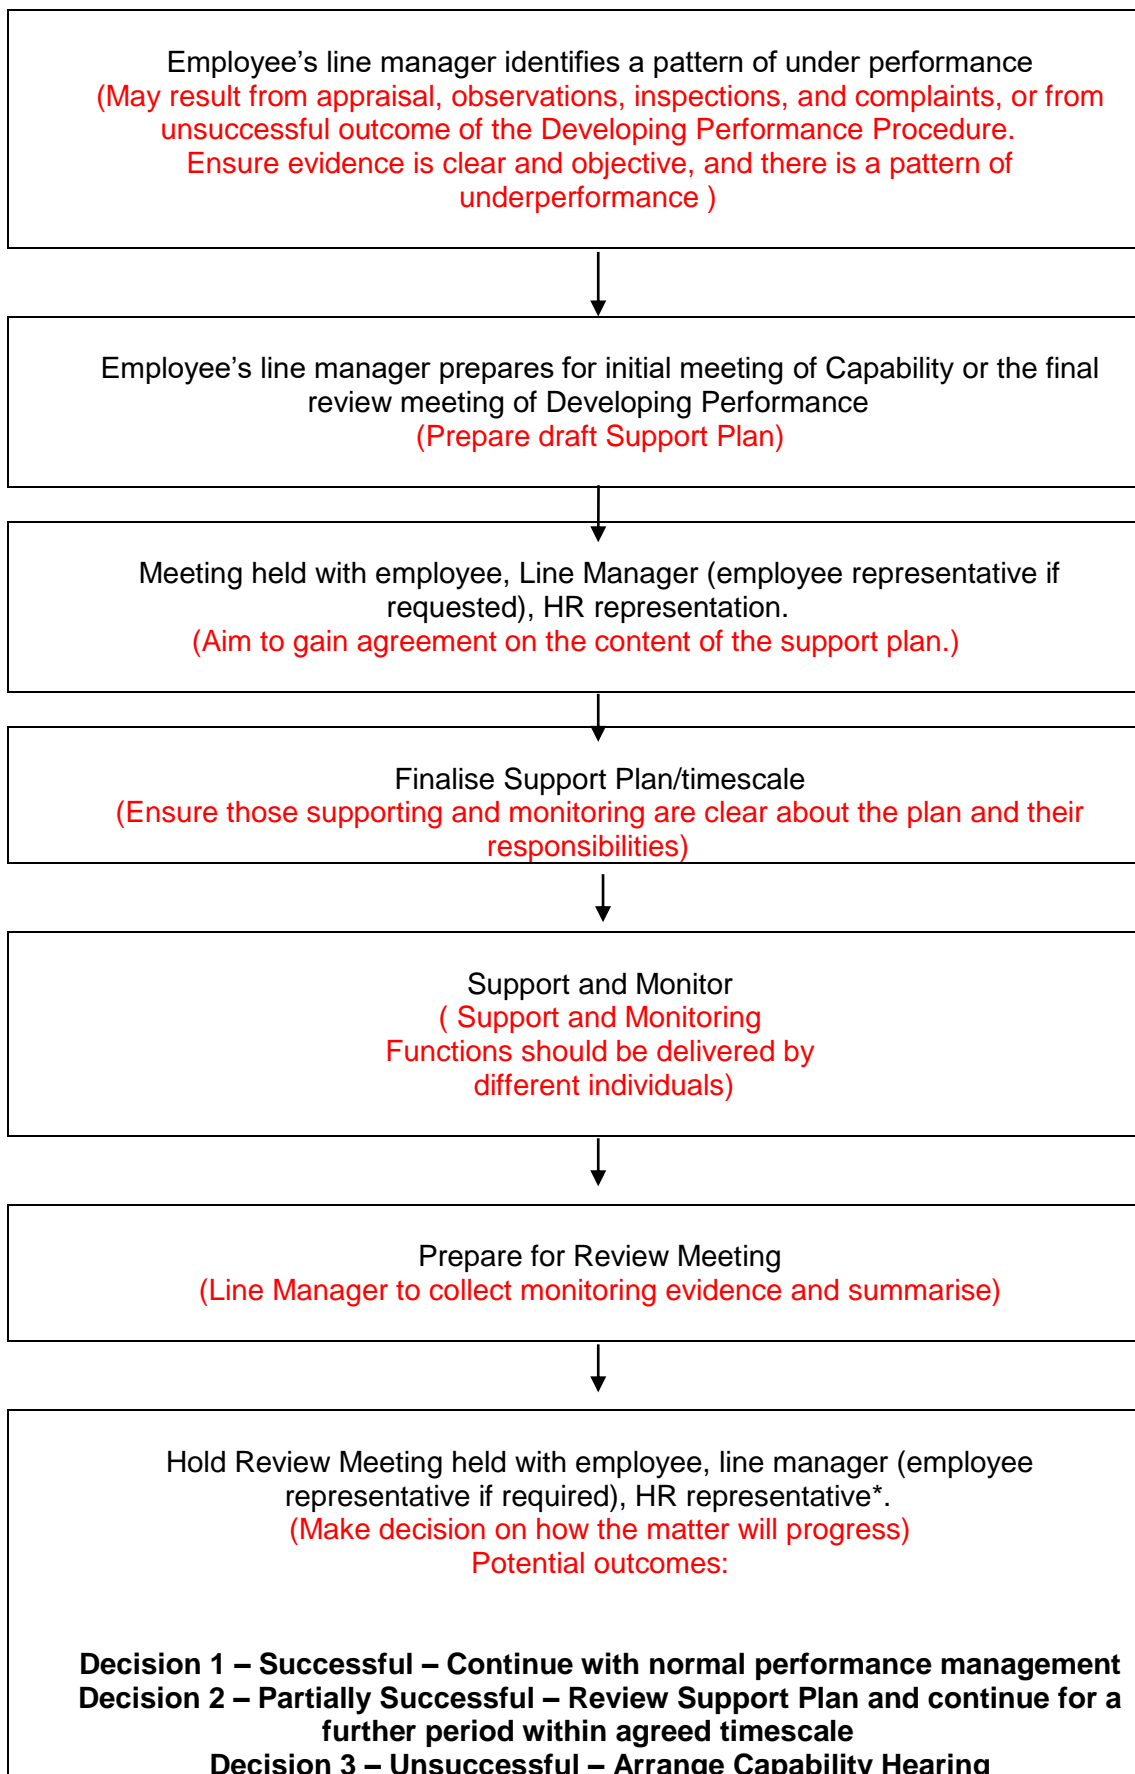 Employee’s line manager identifies a pattern of under performance
(May result from appraisal, observations, inspections, and complaints, or from
unsuccessful outcome of the Developing Performance Procedure.
Ensure evidence is clear and objective, and there is a pattern of
underperformance )
Employee’s line manager prepares for initial meeting of Capability or the final
review meeting of Developing Performance
(Prepare draft Support Plan)
Meeting held with employee, Line Manager (employee representative if
requested), HR representation.
(Aim to gain agreement on the content of the support plan.)
Finalise Support Plan/timescale
(Ensure those supporting and monitoring are clear about the plan and their
responsibilities)
Support and Monitor
( Support and Monitoring
Functions should be delivered by
different individuals)
Prepare for Review Meeting
(Line Manager to collect monitoring evidence and summarise)
Hold Review Meeting held with employee, line manager (employee
representative if required), HR representative*.
(Make decision on how the matter will progress)
Potential outcomes:
Decision 1 – Successful – Continue with normal performance management
Decision 2 – Partially Successful – Review Support Plan and continue for a
further period within agreed timescale
Decision 3 – Unsuccessful – Arrange Capability Hearing